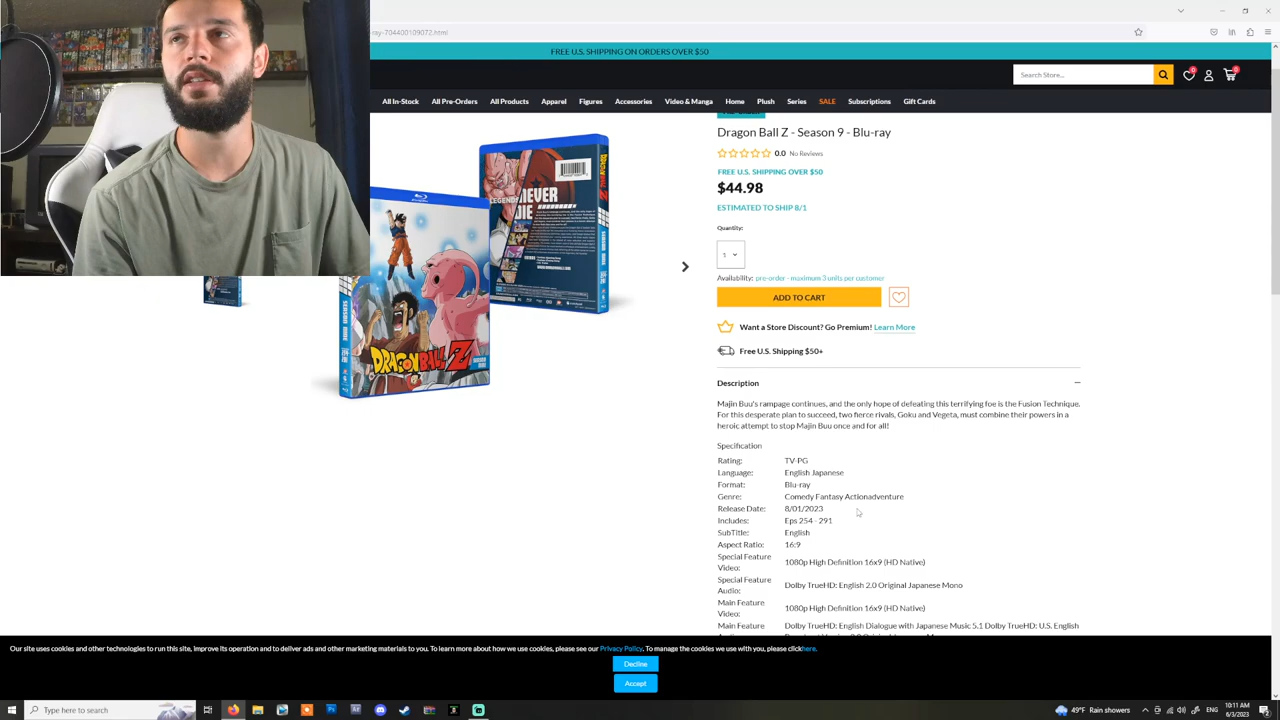 ray-704400109072.html
FREE U.S. SHIPPING ON ORDERS OVER $50
Search Store...
0
0
All In-Stock All Pre-Orders All Products Apparel Figures Accessories Video & Manga Home Plush Series SALE Subscriptions Gift Cards
Dragon Ball Z - Season 9 - Blu-ray
0.0 No Reviews
FREE U.S. SHIPPING OVER $50
$44.98
ESTIMATED TO SHIP 8/1
Quantity:
1
Availability: pre-order - maximum 3 units per customer
ADD TO CART
Want a Store Discount? Go Premium! Learn More
Free U.S. Shipping $50+
LEGENDS NEVER
DIE
DRAGONBALL Z
SEASON NINE
Description
Majin Buu's rampage continues, and the only hope of defeating this terrifying foe is the Fusion Technique.
For this desperate plan to succeed, two fierce rivals, Goku and Vegeta, must combine their powers in a
heroic attempt to stop Majin Buu once and for all!
Specification
Rating: TV-PG
Language: English Japanese
Format: Blu-ray
Genre: Comedy Fantasy Actionadventure
Release Date: 8/01/2023
Includes: Eps 254 - 291
SubTitle: English
Aspect Ratio: 16:9
Special Feature
Video: 1080p High Definition 16x9 (HD Native)
Special Feature
Audio: Dolby TrueHD: English 2.0 Original Japanese Mono
Main Feature
Video: 1080p High Definition 16x9 (HD Native)
Main Feature Dolby TrueHD: English Dialogue with Japanese Music 5.1 Dolby TrueHD: U.S. English
Our site uses cookies and other technologies to run this site, improve its operation and to deliver ads and other marketing materials to you. To learn more about how we use cookies, please see our Privacy Policy. To manage the cookies we use with you, please clickhere.
Decline
Accept
Type here to search
49°F Rain showers
ENG
10:11 AM
6/3/2023